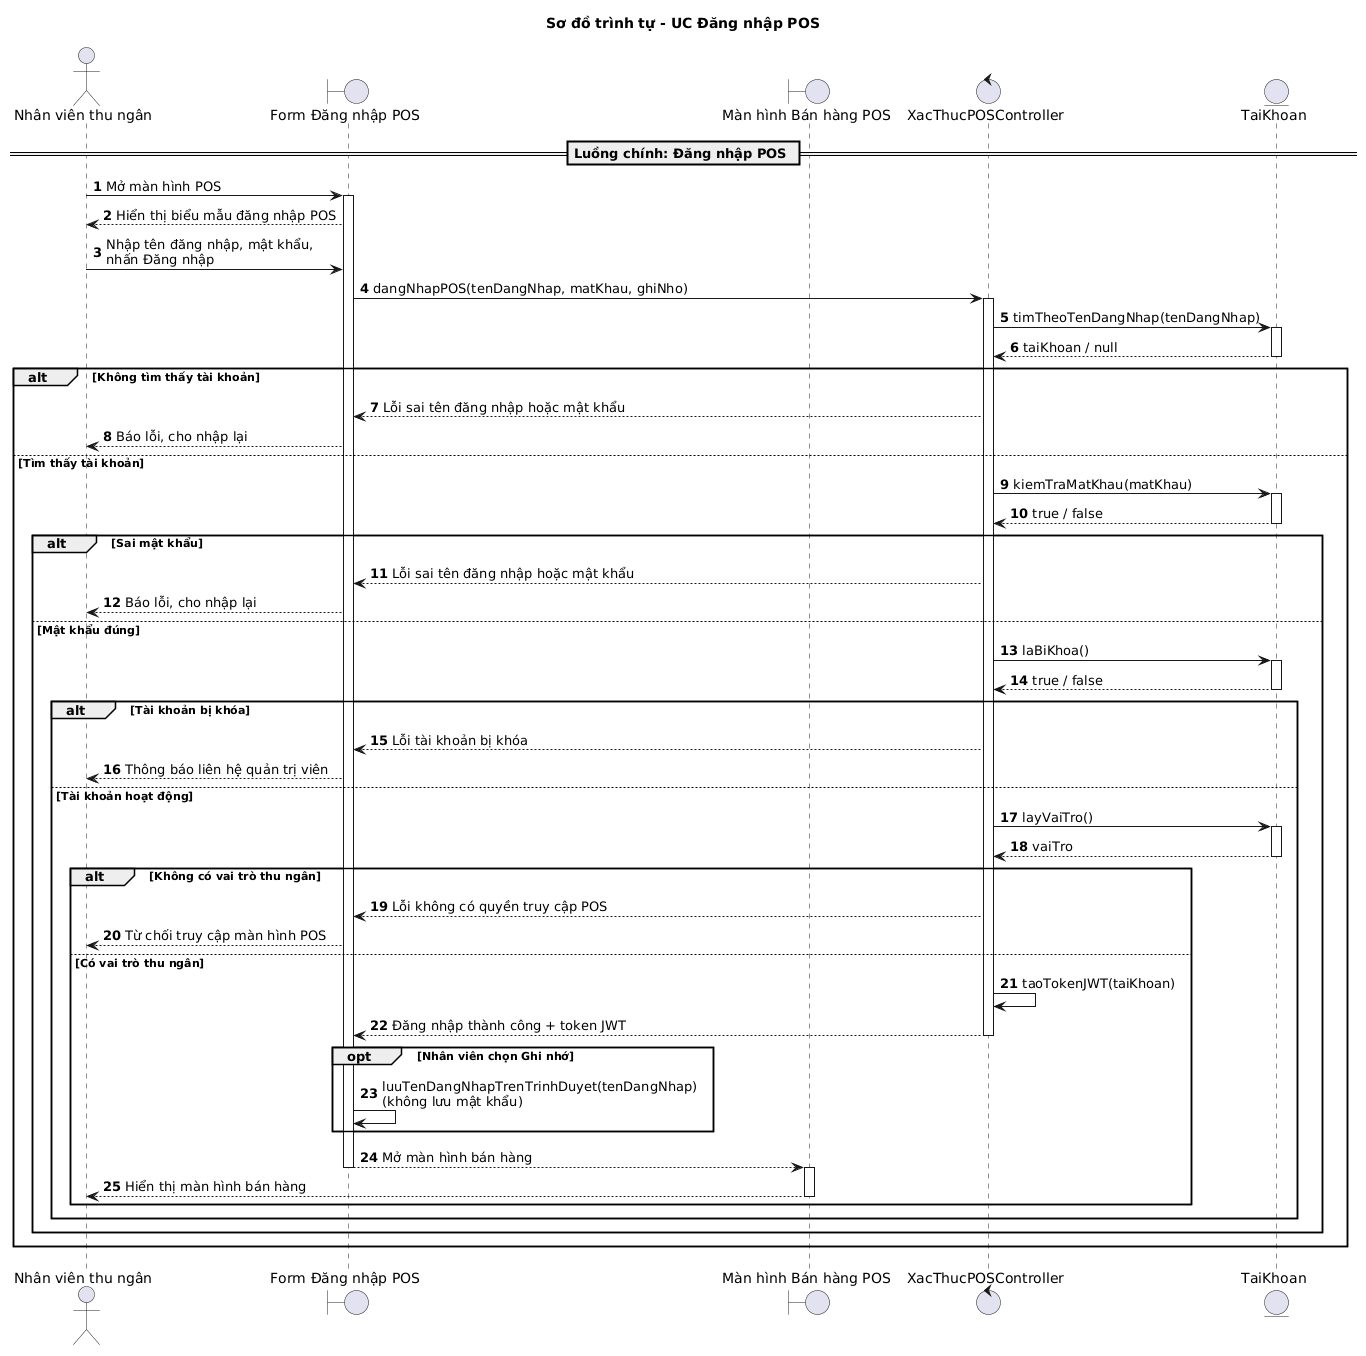 Sơ đồ trình tự - UC Đăng nhập POS
Nhân viên thu ngân
Form Đăng nhập POS
Màn hình Bán hàng POS
XacThucPOSController
TaiKhoan
Luồng chính: Đăng nhập POS
1 Mở màn hình POS
2 Hiển thị biểu mẫu đăng nhập POS
3 Nhập tên đăng nhập, mật khẩu,
nhấn Đăng nhập
4 dangNhapPOS(tenDangNhap, matKhau, ghiNho)
5 timTheoTenDangNhap(tenDangNhap)
6 taiKhoan / null
alt [Không tìm thấy tài khoản]
7 Lỗi sai tên đăng nhập hoặc mật khẩu
8 Báo lỗi, cho nhập lại
[Tìm thấy tài khoản]
9 kiemTraMatKhau(matKhau)
10 true / false
alt [Sai mật khẩu]
11 Lỗi sai tên đăng nhập hoặc mật khẩu
12 Báo lỗi, cho nhập lại
[Mật khẩu đúng]
13 laBiKhoa()
14 true / false
alt [Tài khoản bị khóa]
15 Lỗi tài khoản bị khóa
16 Thông báo liên hệ quản trị viên
[Tài khoản hoạt động]
17 layVaiTro()
18 vaiTro
alt [Không có vai trò thu ngân]
19 Lỗi không có quyền truy cập POS
20 Từ chối truy cập màn hình POS
[Có vai trò thu ngân]
21 taoTokenJWT(taiKhoan)
22 Đăng nhập thành công + token JWT
opt [Nhân viên chọn Ghi nhớ]
23 luuTenDangNhapTrenTrinhDuyet(tenDangNhap)
(không lưu mật khẩu)
24 Mở màn hình bán hàng
25 Hiển thị màn hình bán hàng
Nhân viên thu ngân
Form Đăng nhập POS
Màn hình Bán hàng POS
XacThucPOSController
TaiKhoan